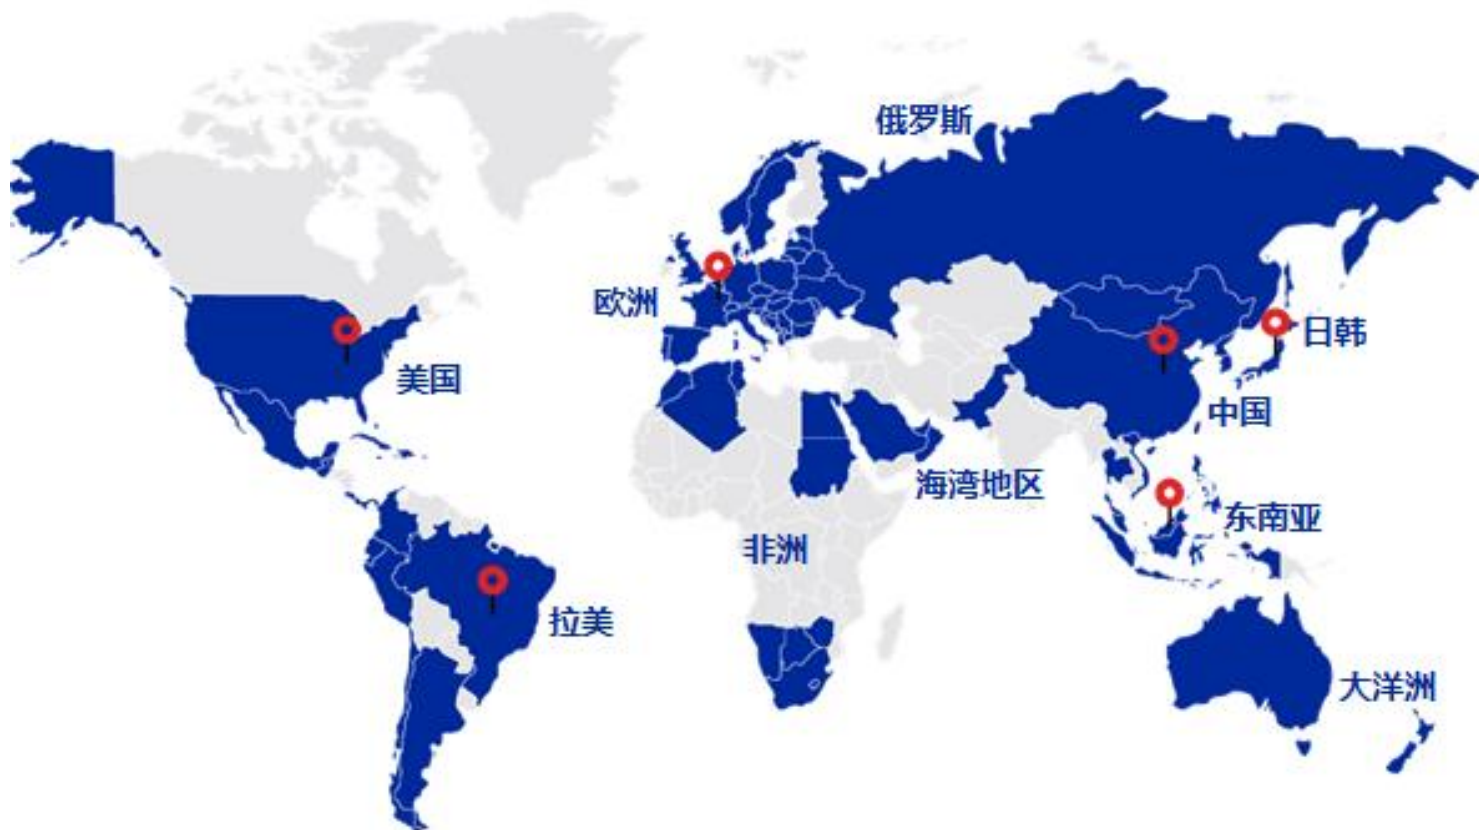 俄罗斯
欧洲
日韩
美国
中国
海湾地区
东南亚
非洲
拉美
大洋洲